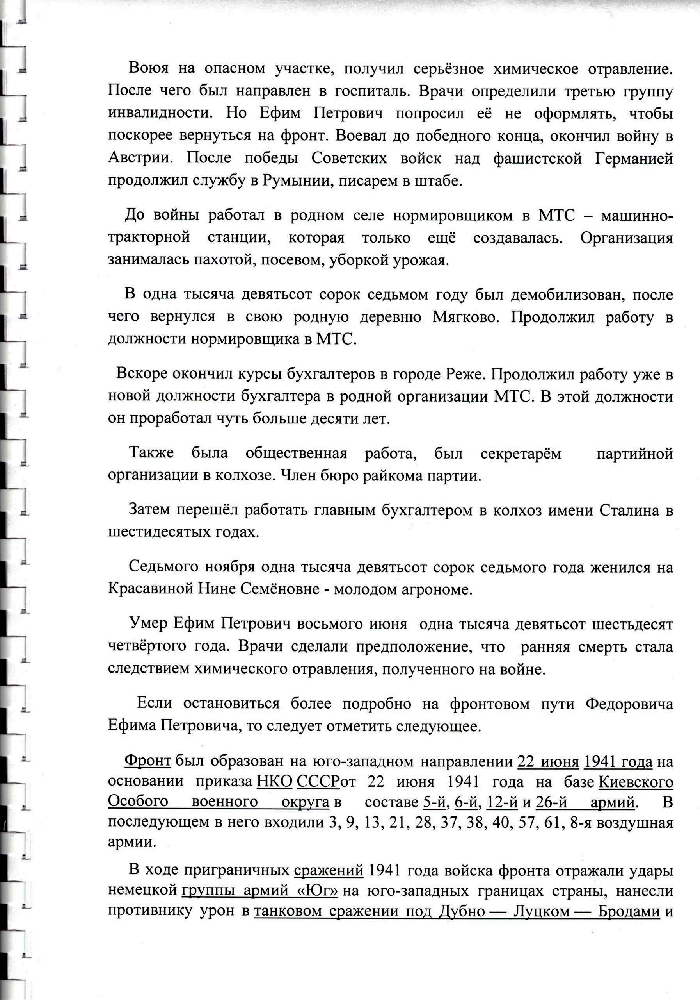 Воюя на опасном участке, получил серьёзное химическое отравление.
После чего был направлен в госпиталь. Врачи определили третью группу
инвалидности. Но Ефим Петрович попросил её не оформлять, чтобы
поскорее вернуться на фронт. Воевал до победного конца, окончил войну в
Австрии. После победы Советских войск над фашистской Германией
продолжил службу в Румынии, писарем в штабе.
До войны работал в родном селе нормировщиком в МТС – машинно-
тракторной станции, которая только ещё создавалась. Организация
занималась пахотой, посевом, уборкой урожая.
В одна тысяча девятьсот сорок седьмом году был демобилизован, после
чего вернулся в свою родную деревню Мягково. Продолжил работу в
должности нормировщика в МТС.
Вскоре окончил курсы бухгалтеров в городе Реже. Продолжил работу уже в
новой должности бухгалтера в родной организации МТС. В этой должности
он проработал чуть больше десяти лет.
Также была общественная работа, был секретарём партийной
организации в колхозе. Член бюро райкома партии.
Затем перешёл работать главным бухгалтером в колхоз имени Сталина в
шестидесятых годах.
Седьмого ноября одна тысяча девятьсот сорок седьмого года женился на
Красавиной Нине Семёновне - молодом агрономе.
Умер Ефим Петрович восьмого июня одна тысяча девятьсот шестьдесят
четвёртого года. Врачи сделали предположение, что ранняя смерть стала
следствием химического отравления, полученного на войне.
Если остановиться более подробно на фронтовом пути Федоровича
Ефима Петровича, то следует отметить следующее.
Фронт был образован на юго-западном направлении 22 июня 1941 года на
основании приказа НКО СССРот 22 июня 1941 года на базе Киевского
Особого военного округа в составе 5-й, 6-й, 12-й и 26-й армий. В
последующем в него входили 3, 9, 13, 21, 28, 37, 38, 40, 57, 61, 8-я воздушная
армии.
В ходе приграничных сражений 1941 года войска фронта отражали удары
немецкой группы армий «Юг» на юго-западных границах страны, нанесли
противнику урон в танковом сражении под Дубно — Луцком — Бродами и